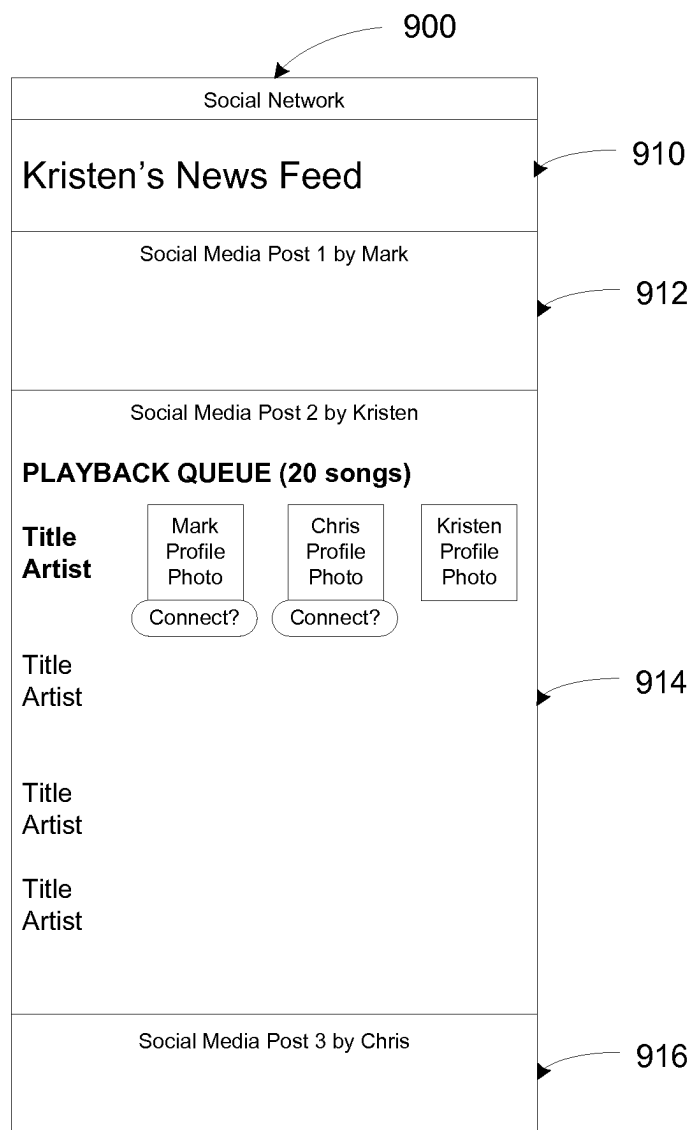 900
Social Network
Kristen's News Feed
910
Social Media Post 1 by Mark
912
Social Media Post 2 by Kristen
PLAYBACK QUEUE (20 songs)
Title
Artist
Mark
Profile
Photo
Connect?
Chris
Profile
Photo
Connect?
Kristen
Profile
Photo
Title
Artist
914
Title
Artist
Title
Artist
Social Media Post 3 by Chris
916